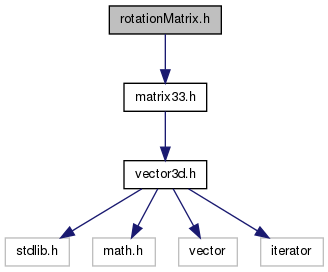 rotationMatrix.h
matrix33.h
vector3d.h
stdlib.h
math.h
vector
iterator